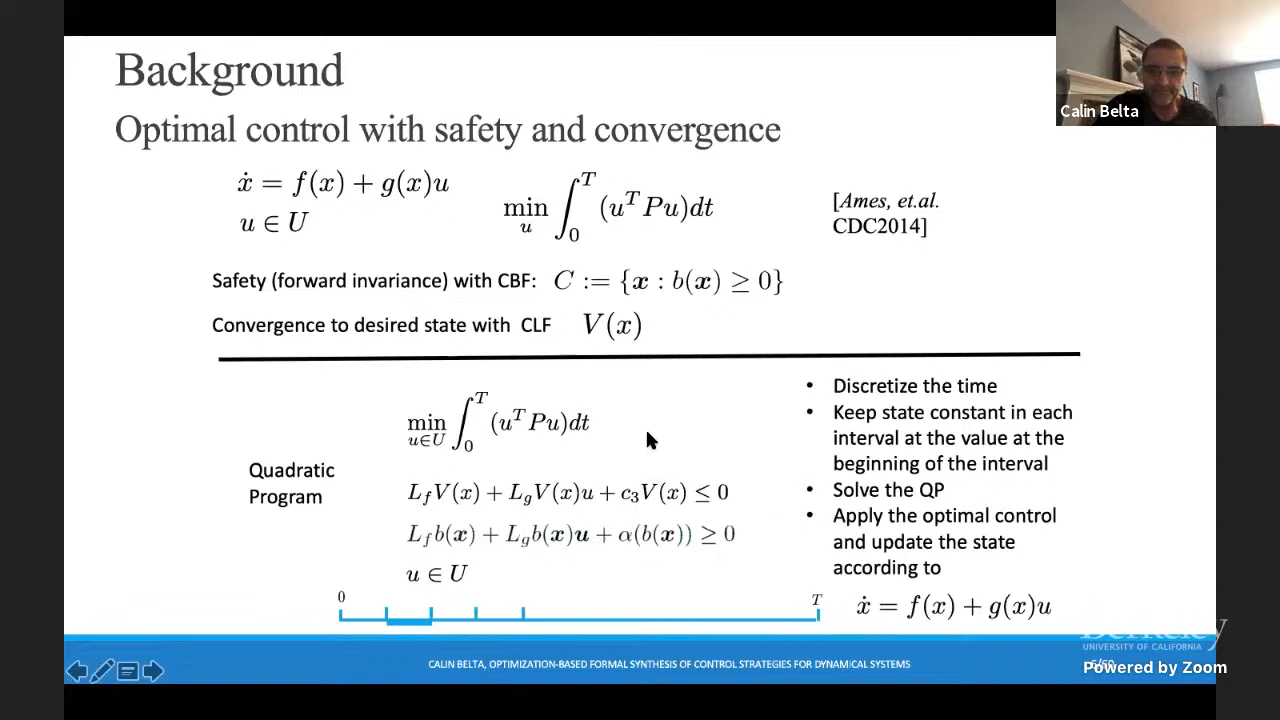 Background
Calin Belta
Optimal control with safety and convergence
ẋ = f(x) + g(x)u
u ∈ U
min_u ∫_0^T (u^T Pu)dt
[Ames, et.al.
CDC2014]
Safety (forward invariance) with CBF: C := {x : b(x) ≥ 0}
Convergence to desired state with CLF V(x)
Quadratic
Program
min_{u∈U} ∫_0^T (u^T Pu)dt
L_f V(x) + L_g V(x)u + c_3 V(x) ≤ 0
L_f b(x) + L_g b(x)u + α(b(x)) ≥ 0
u ∈ U
• Discretize the time
• Keep state constant in each
interval at the value at the
beginning of the interval
• Solve the QP
• Apply the optimal control
and update the state
according to
ẋ = f(x) + g(x)u
0
T
Berkeley
UNIVERSITY OF CALIFORNIA
CALIN BELTA, OPTIMIZATION-BASED FORMAL SYNTHESIS OF CONTROL STRATEGIES FOR DYNAMICAL SYSTEMS
Powered by Zoom